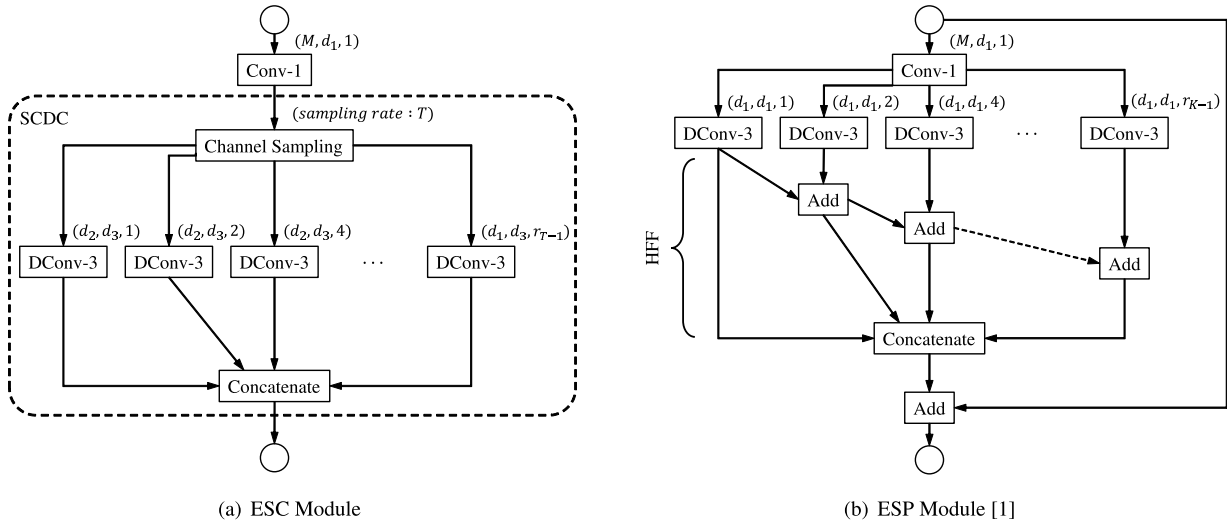 (M, d₁, 1)
Conv-1
SCDC
(sampling rate : T)
Channel Sampling
(d₂, d₃, 1)
(d₂, d₃, 2)
(d₂, d₃, 4)
(d₁, d₃, r_{T−1})
DConv-3
DConv-3
DConv-3
...
DConv-3
Concatenate
(a) ESC Module
(M, d₁, 1)
Conv-1
(d₁, d₁, 1)
(d₁, d₁, 2)
(d₁, d₁, 4)
(d₁, d₁, r_{K−1})
DConv-3
DConv-3
DConv-3
...
DConv-3
HFF
Add
Add
Add
Concatenate
Add
(b) ESP Module [1]